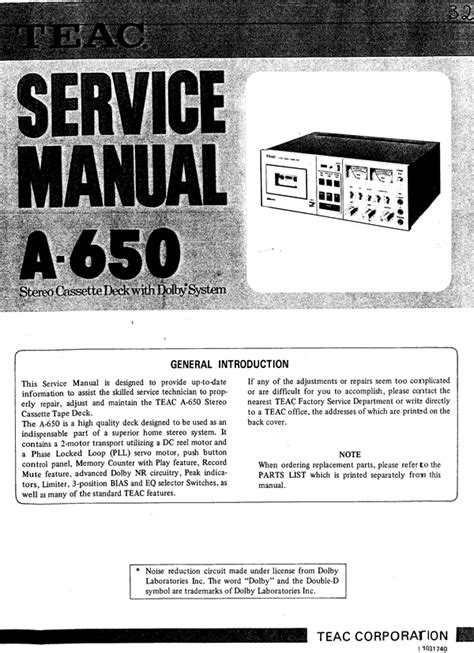 32
TEAC
SERVICE
MANUAL
A-650
Stereo Cassette Deck with Dolby System
TEAC
GENERAL INTRODUCTION
This Service Manual is designed to provide up-to-date
information to assist the skilled service technician to prop-
erly repair, adjust and maintain the TEAC A-650 Stereo
Cassette Tape Deck.
The A-650 is a high quality deck designed to be used as an
indispensable part of a superior home stereo system. It
contains a 2-motor transport utilizing a DC reel motor and
a Phase Locked Loop (PLL) servo motor, push button
control panel, Memory Counter with Play feature, Record
Mute feature, advanced Dolby NR circuitry, Peak indica-
tors, Limiter, 3-position BIAS and EQ selector Switches, as
well as many of the standard TEAC features.
If any of the adjustments or repairs seem too complicated
or are difficult for you to accomplish, please contact the
nearest TEAC Factory Service Department or write directly
to a TEAC office, the addresses of which are printed on the
back cover.
NOTE
When ordering replacement parts, please refer to the
PARTS LIST which is printed separately from this
manual.
* Noise reduction circuit made under license from Dolby
Laboratories Inc. The word "Dolby" and the Double-D
symbol are trademarks of Dolby Laboratories Inc.
TEAC CORPORATION
1031740